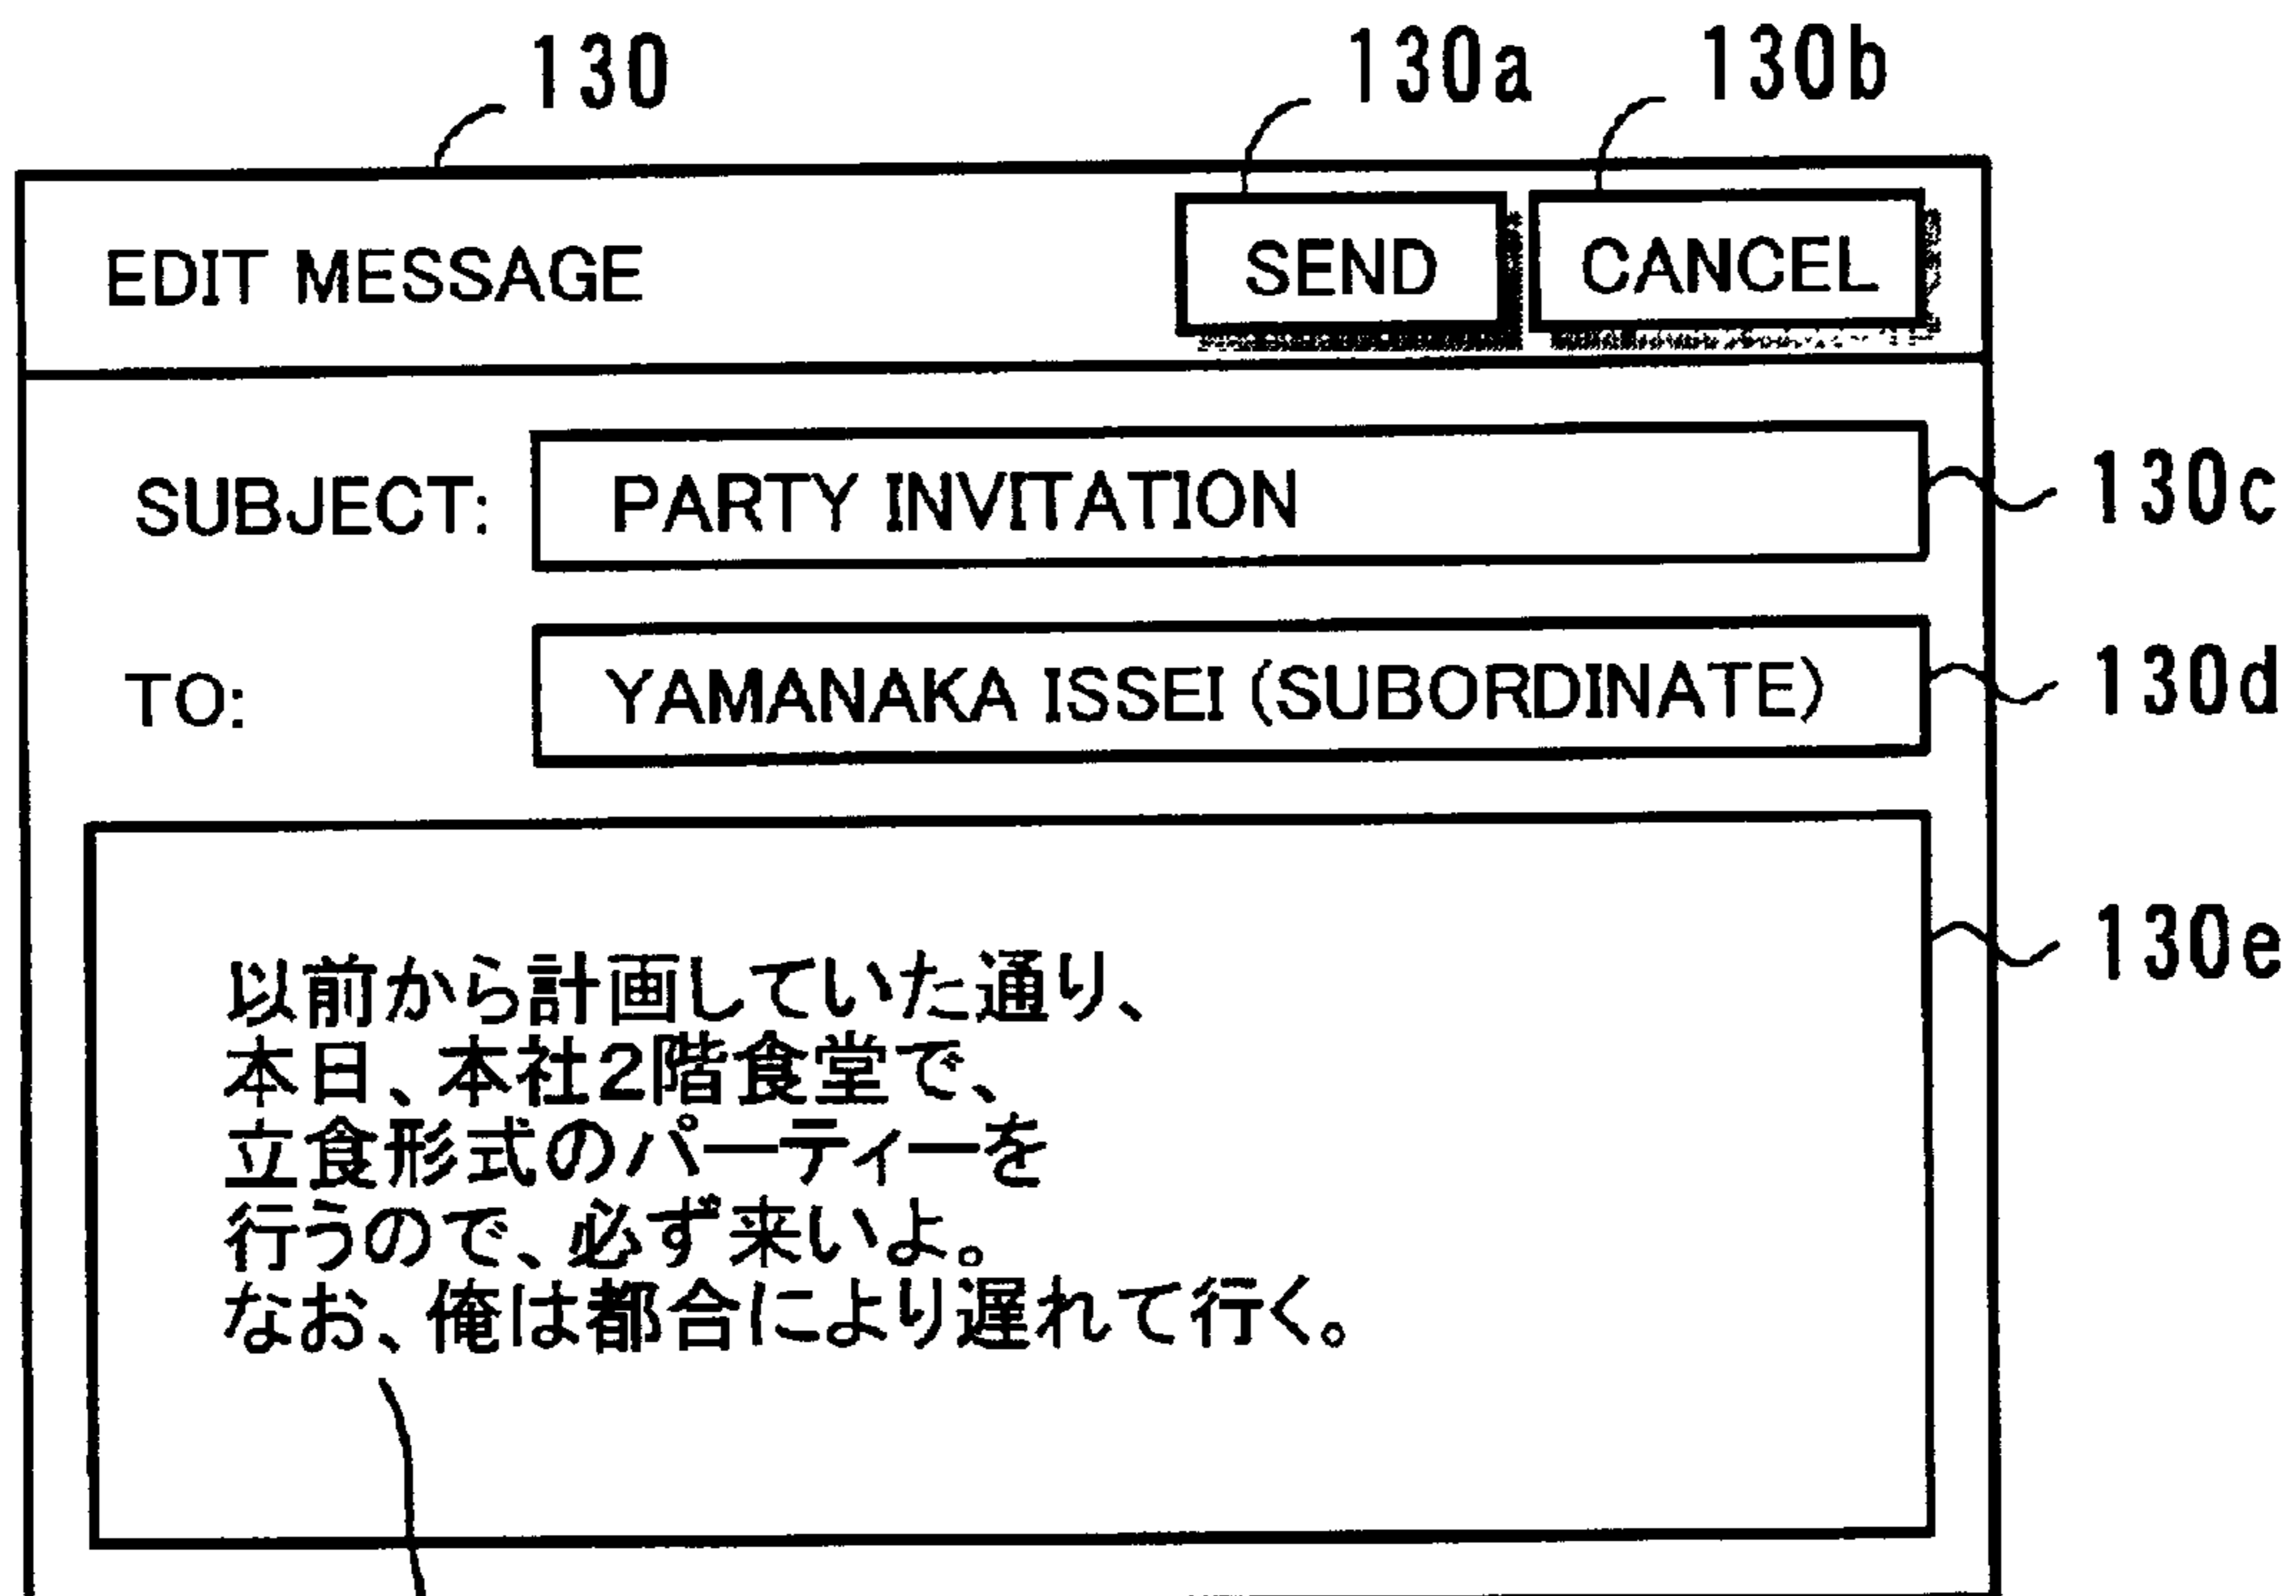 130 130a 130b
EDIT MESSAGE SEND CANCEL
SUBJECT: PARTY INVITATION 130c
TO: YAMANAKA ISSEI (SUBORDINATE) 130d
130e
以前から計画していた通り、
本日、本社2階食堂で、
立食形式のパーティーを
行うので、必ず来いよ。
なお、俺は都合により遅れて行く。